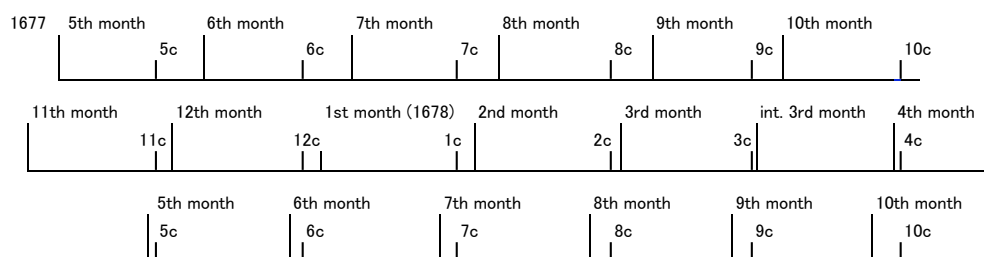 1677 5th month 6th month 7th month 8th month 9th month 10th month
5c 6c 7c 8c 9c 10c
11th month 12th month 1st month (1678) 2nd month 3rd month int. 3rd month 4th month
11c 12c 1c 2c 3c 4c
5th month 6th month 7th month 8th month 9th month 10th month
5c 6c 7c 8c 9c 10c